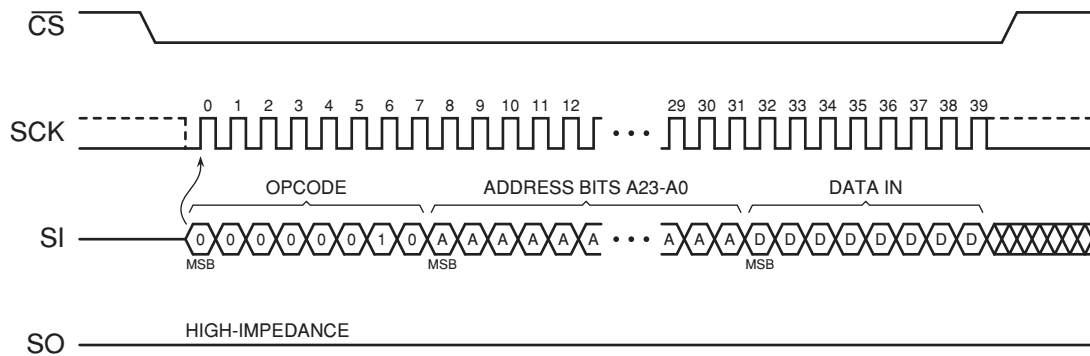 CS
0 1 2 3 4 5 6 7 8 9 10 11 12 29 30 31 32 33 34 35 36 37 38 39
SCK
OPCODE ADDRESS BITS A23-A0 DATA IN
SI 0 0 0 0 0 0 1 0 A A A A A A A A A D D D D D D D D
MSB MSB MSB
HIGH-IMPEDANCE
SO